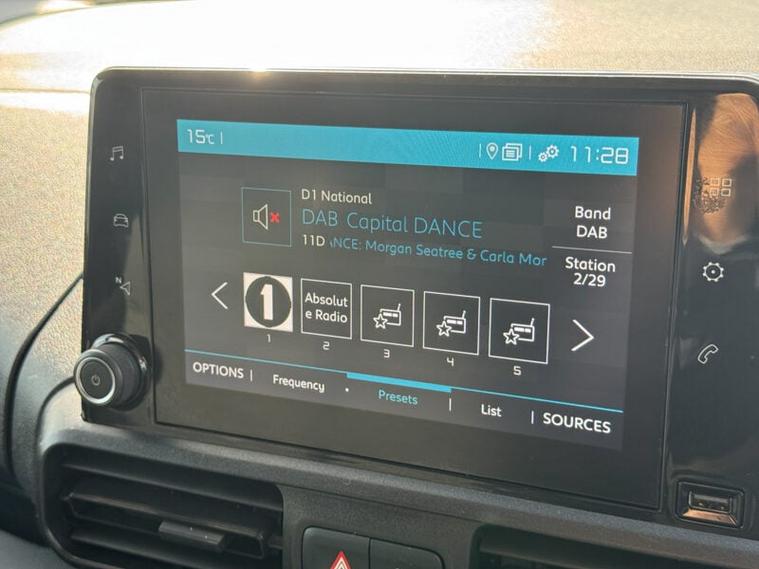 15°C
11:28
D1 National
DAB Capital DANCE
11D NCE: Morgan Seatree & Carla Mor
Band
DAB
Station
2/29
1
Absolut
e Radio
1
2
3
4
5
OPTIONS
Frequency
Presets
List
SOURCES
N